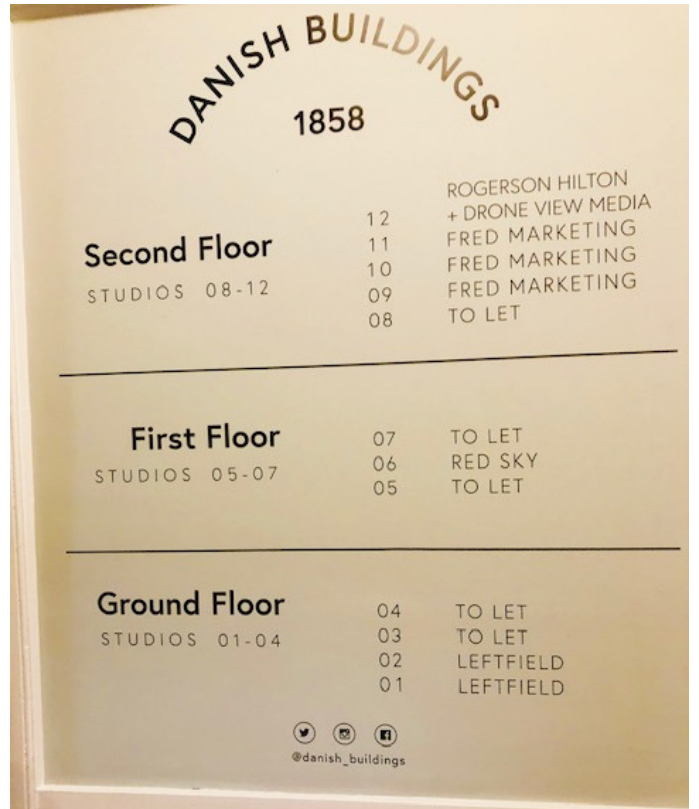 DANISH BUILDINGS
1858
Second Floor
STUDIOS 08-12
ROGERSON HILTON
12 + DRONE VIEW MEDIA
11 FRED MARKETING
10 FRED MARKETING
09 FRED MARKETING
08 TO LET
First Floor
STUDIOS 05-07
07 TO LET
06 RED SKY
05 TO LET
Ground Floor
STUDIOS 01-04
04 TO LET
03 TO LET
02 LEFTFIELD
01 LEFTFIELD
@danish_buildings